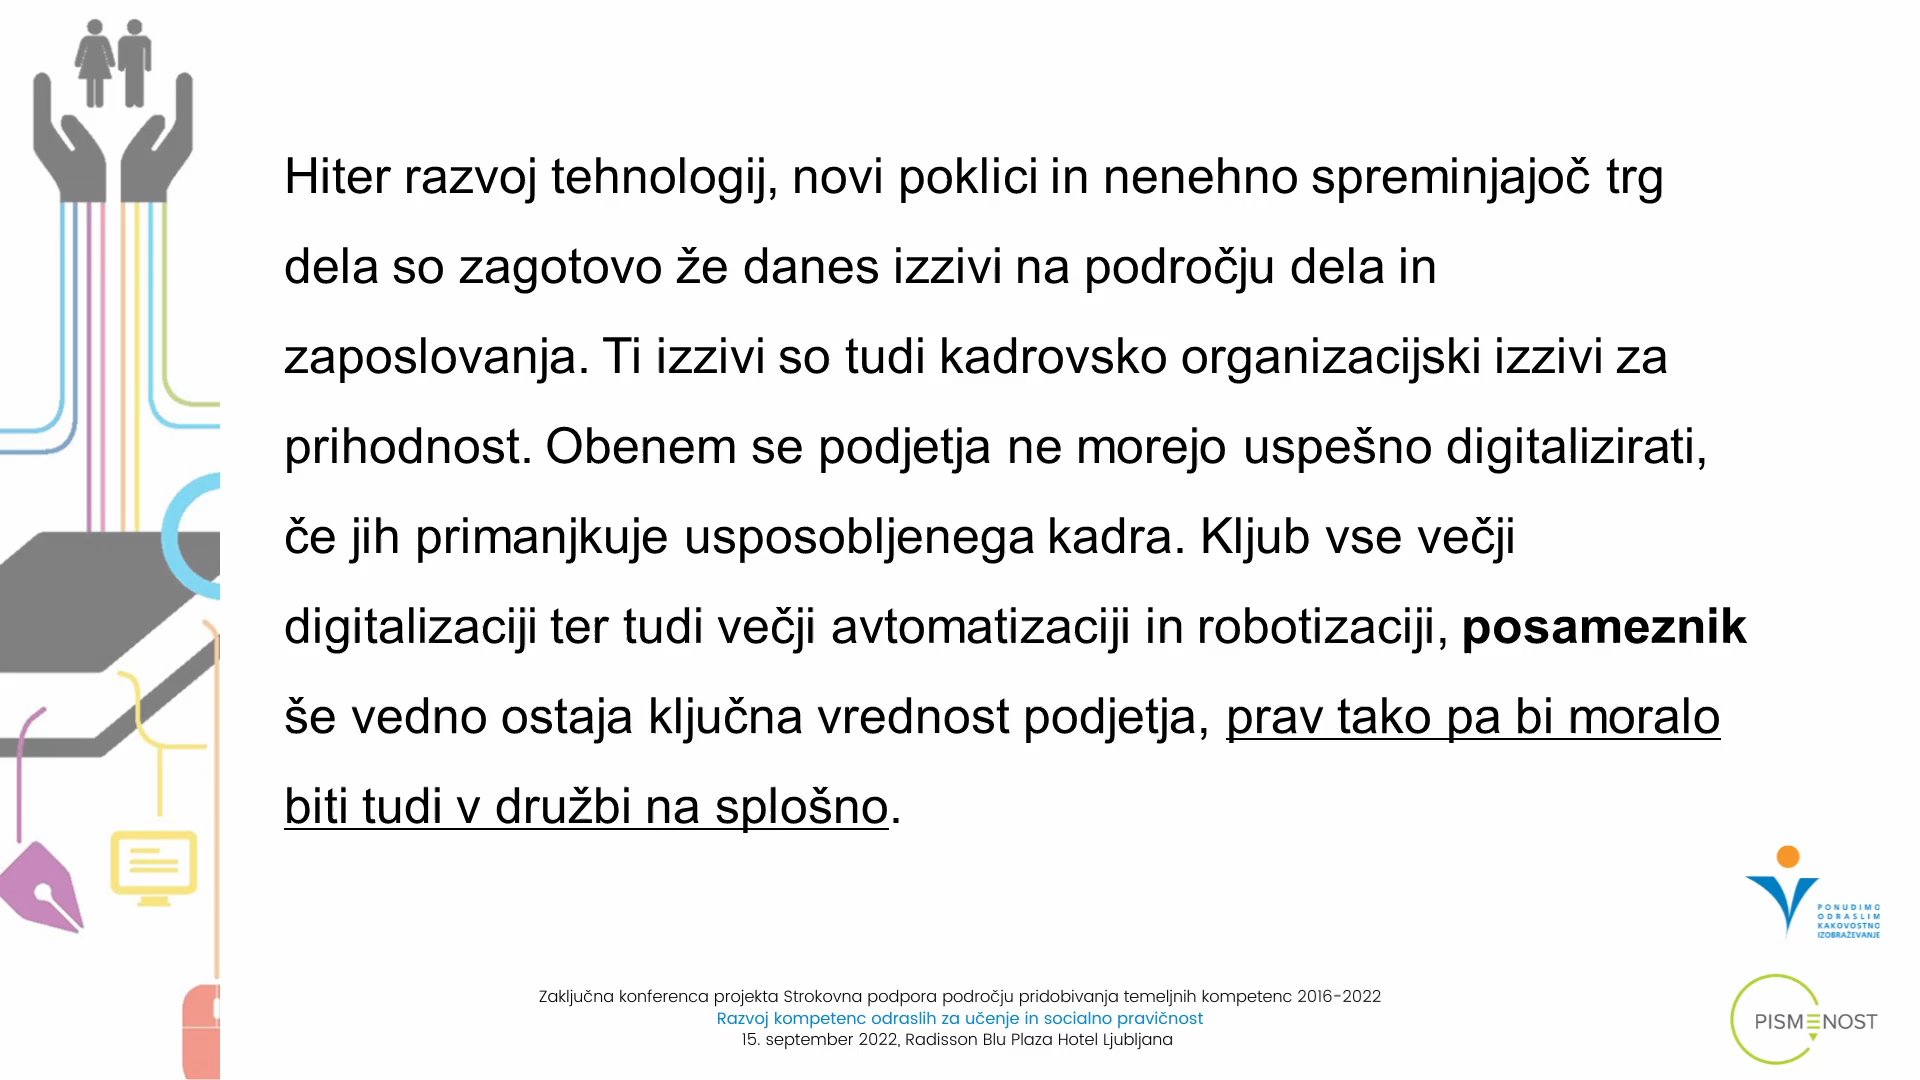 Hiter razvoj tehnologij, novi poklici in nenehno spreminjajoč trg
dela so zagotovo že danes izzivi na področju dela in
zaposlovanja. Ti izzivi so tudi kadrovsko organizacijski izzivi za
prihodnost. Obenem se podjetja ne morejo uspešno digitalizirati,
če jih primanjkuje usposobljenega kadra. Kljub vse večji
digitalizaciji ter tudi večji avtomatizaciji in robotizaciji, posameznik
še vedno ostaja ključna vrednost podjetja, prav tako pa bi moralo
biti tudi v družbi na splošno.
PONUDIMO
ODRASLIM
KAKOVOSTNO
IZOBRAŽEVANJE
Zaključna konferenca projekta Strokovna podpora področju pridobivanja temeljnih kompetenc 2016-2022
Razvoj kompetenc odraslih za učenje in socialno pravičnost
15. september 2022, Radisson Blu Plaza Hotel Ljubljana
PISMENOST